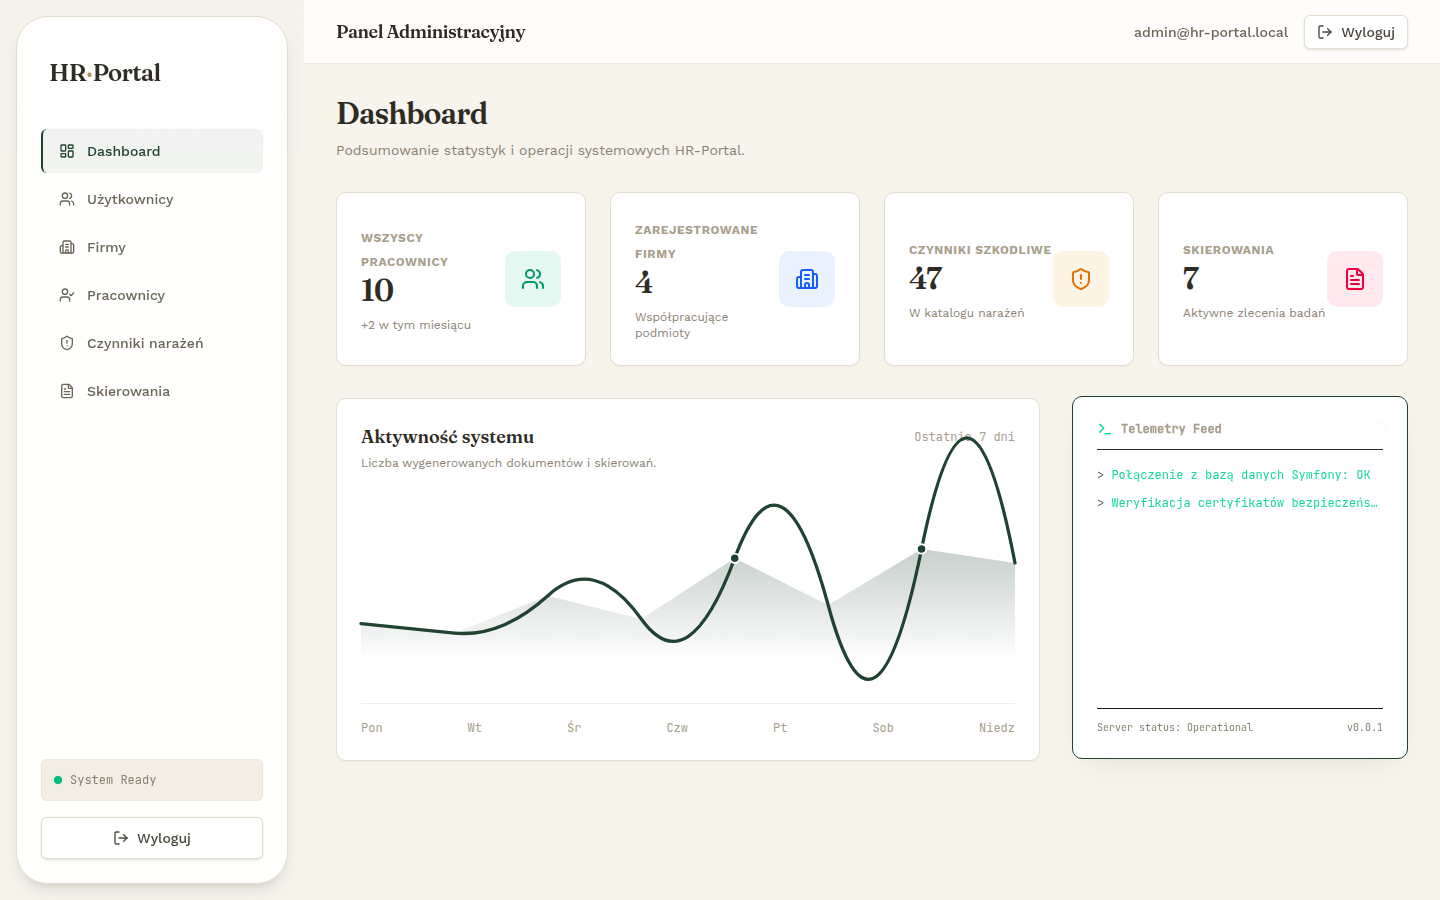 HR·Portal
Dashboard
Użytkownicy
Firmy
Pracownicy
Czynniki narażeń
Skierowania
System Ready
Wyloguj
Panel Administracyjny
admin@hr-portal.local
Wyloguj
Dashboard
Podsumowanie statystyk i operacji systemowych HR-Portal.
WSZYSCY
PRACOWNICY
10
+2 w tym miesiącu
ZAREJESTROWANE
FIRMY
4
Współpracujące
podmioty
CZYNNIKI SZKODLIWE
47
W katalogu narażeń
SKIEROWANIA
7
Aktywne zlecenia badań
Aktywność systemu
Ostatnie 7 dni
Liczba wygenerowanych dokumentów i skierowań.
Pon
Wt
Śr
Czw
Pt
Sob
Niedz
Telemetry Feed
> Połączenie z bazą danych Symfony: OK
> Weryfikacja certyfikatów bezpieczeńs…
Server status: Operational
v0.0.1